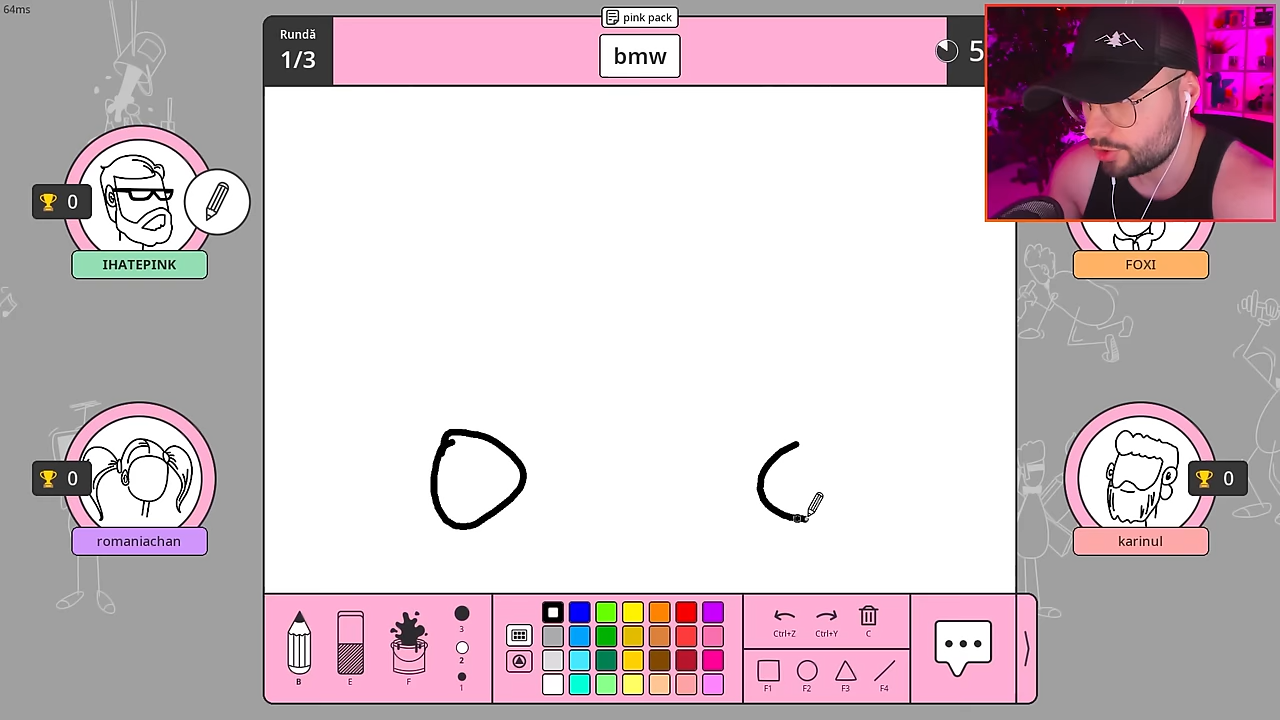 64ms
pink pack
Rundă
1/3
bmw
5
0
IHATEPINK
FOXI
0
romaniachan
0
karinul
3
2
1
B
E
F
Ctrl+Z
Ctrl+Y
C
F1
F2
F3
F4